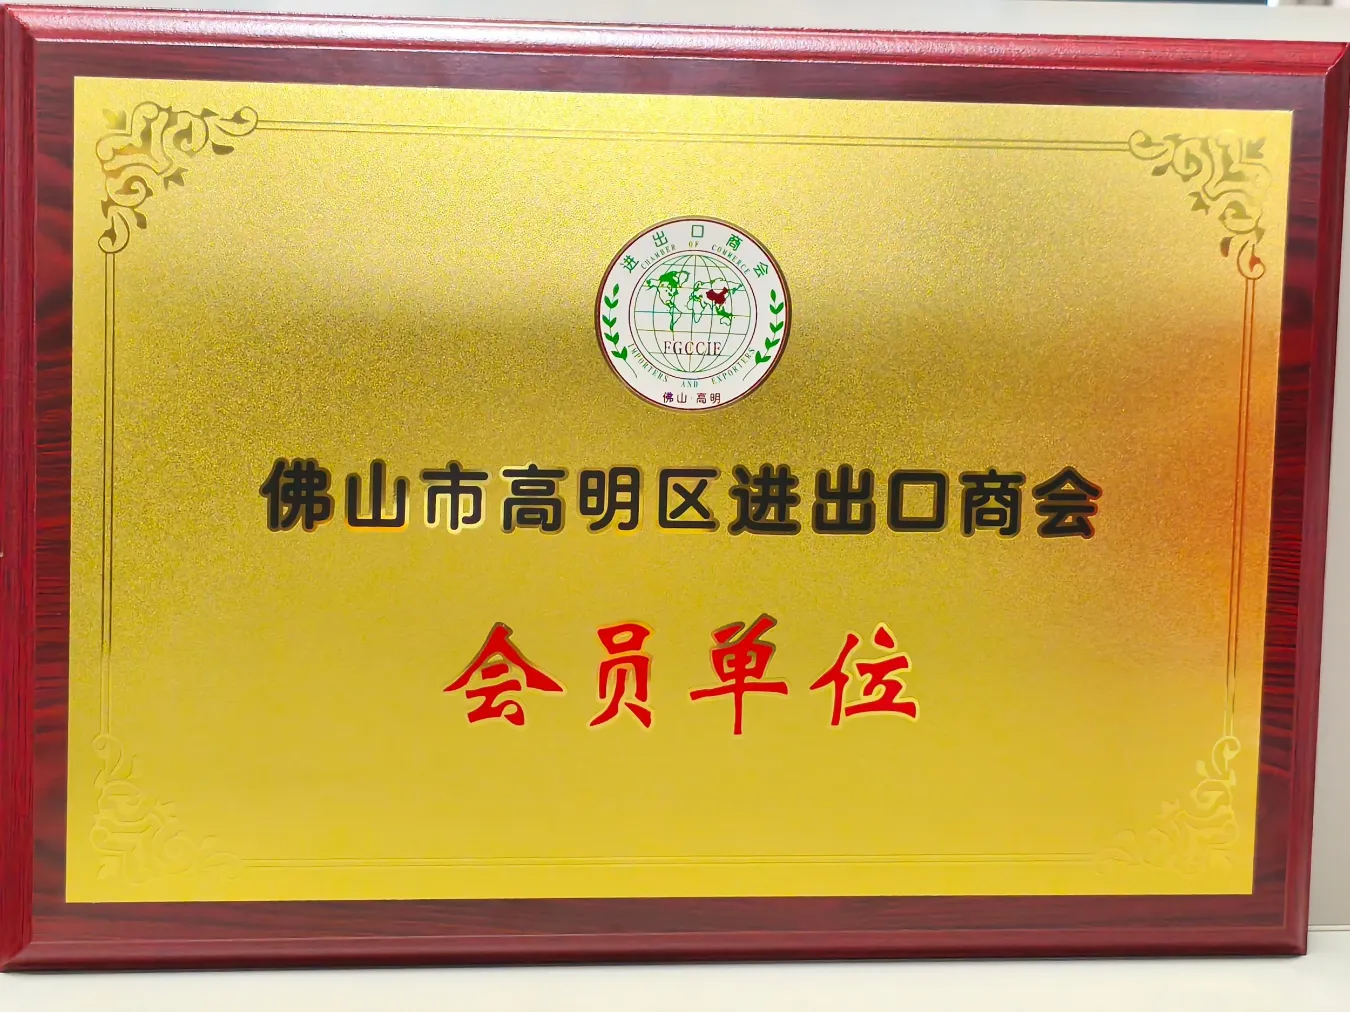 进出口商会
CHAMBER OF COMMERCE
FGCCIE
IMPORTERS AND EXPORTERS
佛山·高明
佛山市高明区进出口商会
会员单位